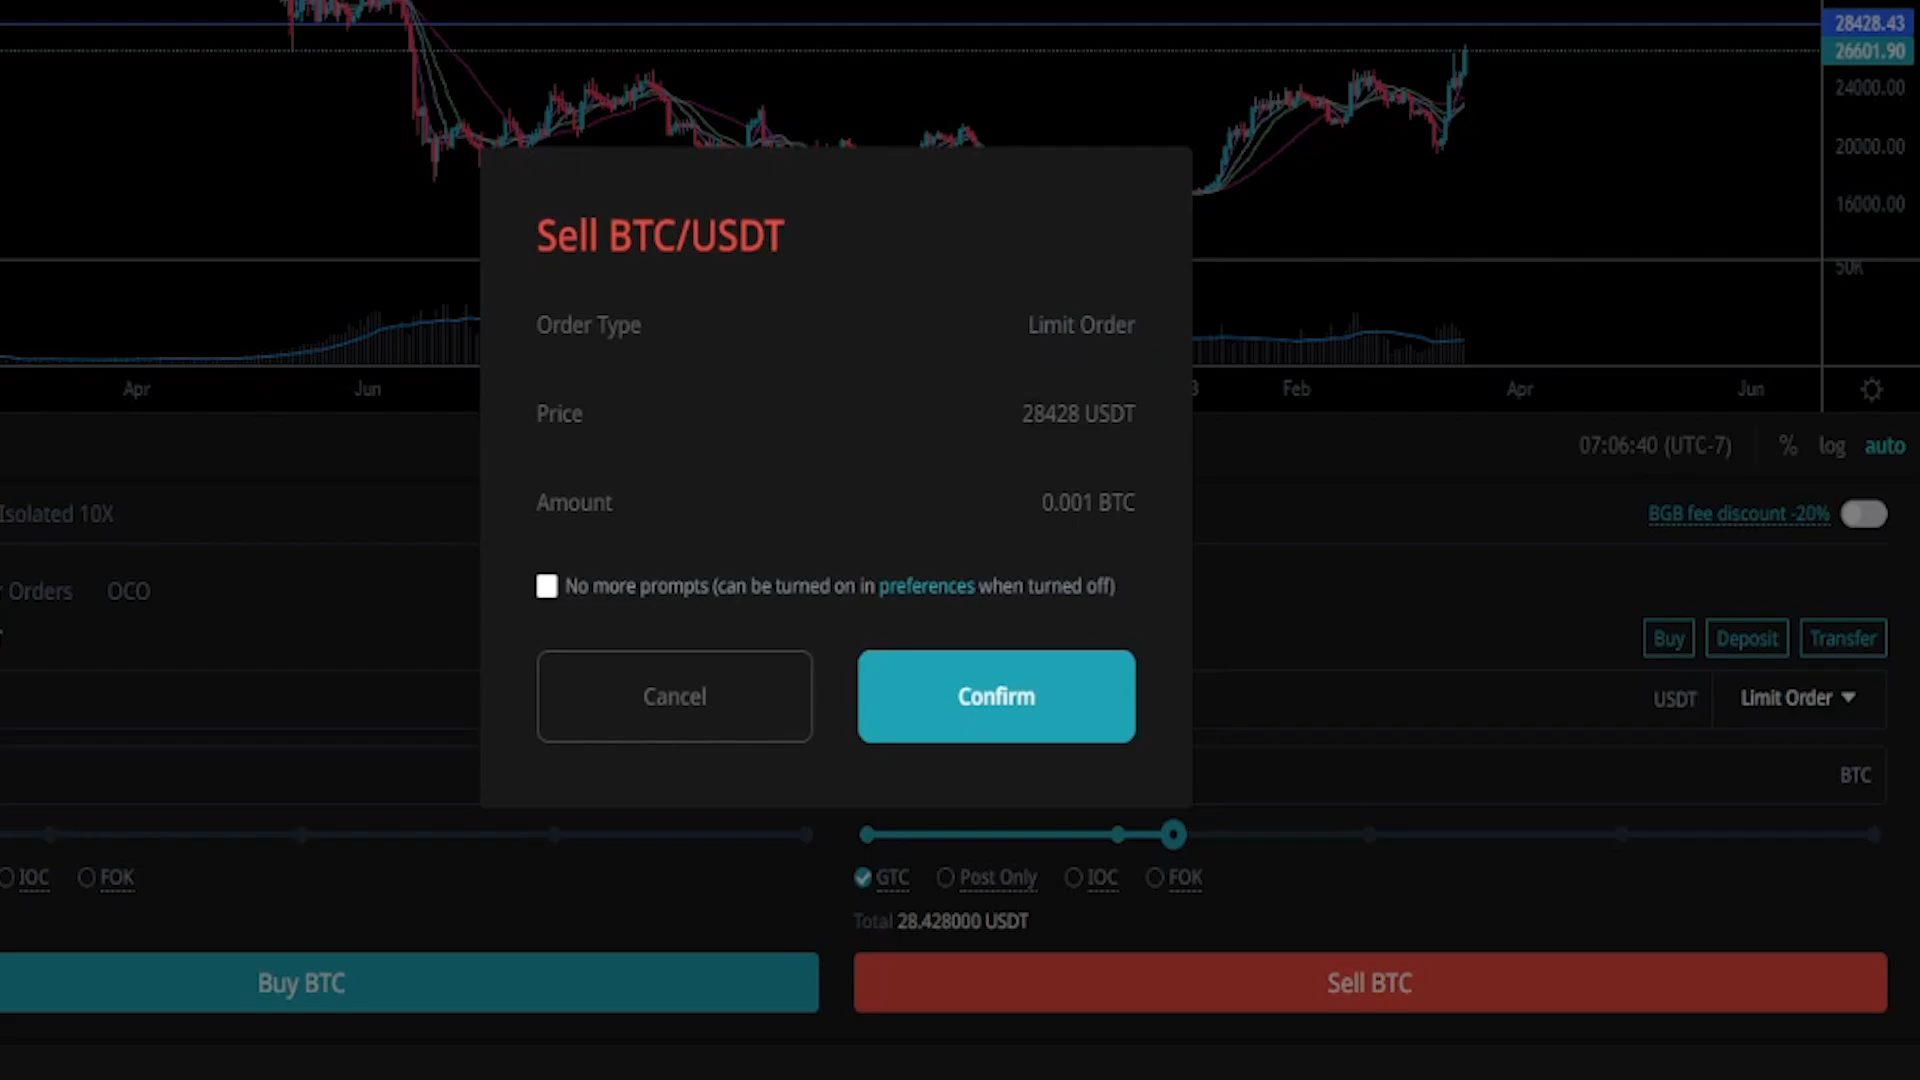 28428.43
26601.90
24000.00
20000.00
16000.00
50K
Apr
Jun
3
Feb
Apr
Jun
07:06:40 (UTC-7)
%
log
auto
Sell BTC/USDT
Order Type
Limit Order
Price
28428 USDT
Amount
0.001 BTC
No more prompts (can be turned on in preferences when turned off)
Cancel
Confirm
Isolated 10X
BGB fee discount -20%
Orders
OCO
Buy
Deposit
Transfer
USDT
Limit Order
BTC
IOC
FOK
GTC
Post Only
IOC
FOK
Total 28.428000 USDT
Buy BTC
Sell BTC